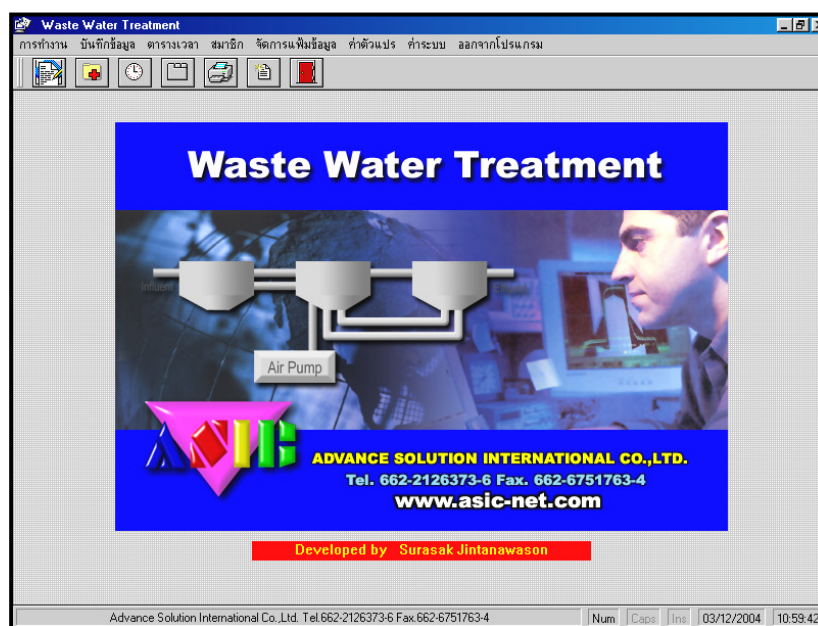 Waste Water Treatment
การทำงาน บันทึกข้อมูล ตารางเวลา สมาชิก จัดการแฟ้มข้อมูล ค่าตัวแปร ค่าระบบ ออกจากโปรแกรม
Waste Water Treatment
Influent
Air Pump
ASIC
ADVANCE SOLUTION INTERNATIONAL CO.,LTD.
Tel. 662-2126373-6 Fax. 662-6751763-4
www.asic-net.com
Developed by Surasak Jintanawason
Advance Solution International Co.,Ltd. Tel.662-2126373-6 Fax.662-6751763-4 Num Caps Ins 03/12/2004 10:59:42